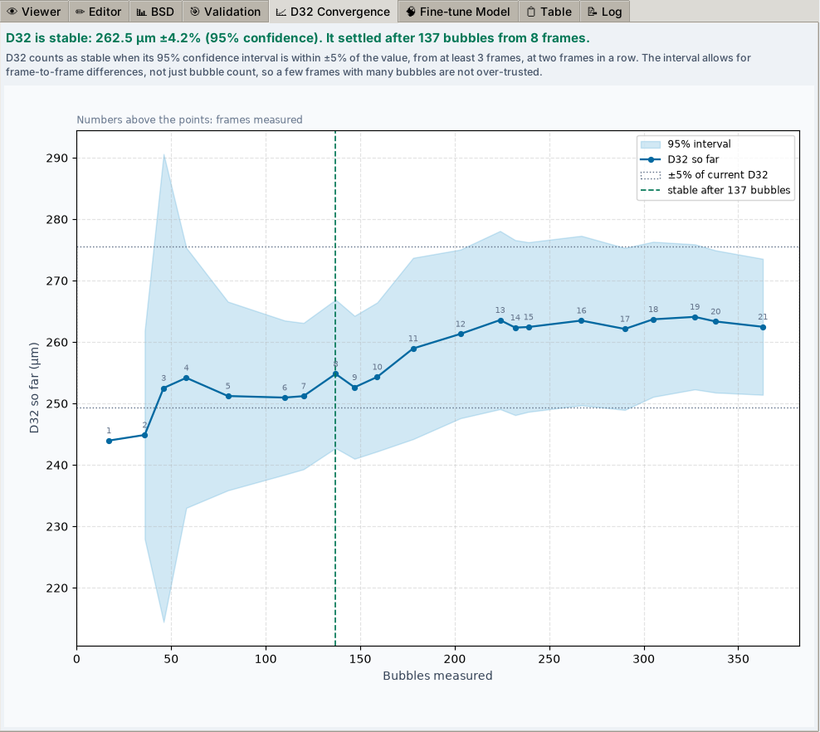 Viewer Editor BSD Validation D32 Convergence Fine-tune Model Table Log
D32 is stable: 262.5 µm ±4.2% (95% confidence). It settled after 137 bubbles from 8 frames.
D32 counts as stable when its 95% confidence interval is within ±5% of the value, from at least 3 frames, at two frames in a row. The interval allows for
frame-to-frame differences, not just bubble count, so a few frames with many bubbles are not over-trusted.
Numbers above the points: frames measured
95% interval
D32 so far
±5% of current D32
stable after 137 bubbles
290
280
270
260
250
240
230
220
D32 so far (µm)
1 2 3 4 5 6 7 8 9 10 11 12 13 14 15 16 17 18 19 20 21
0 50 100 150 200 250 300 350
Bubbles measured